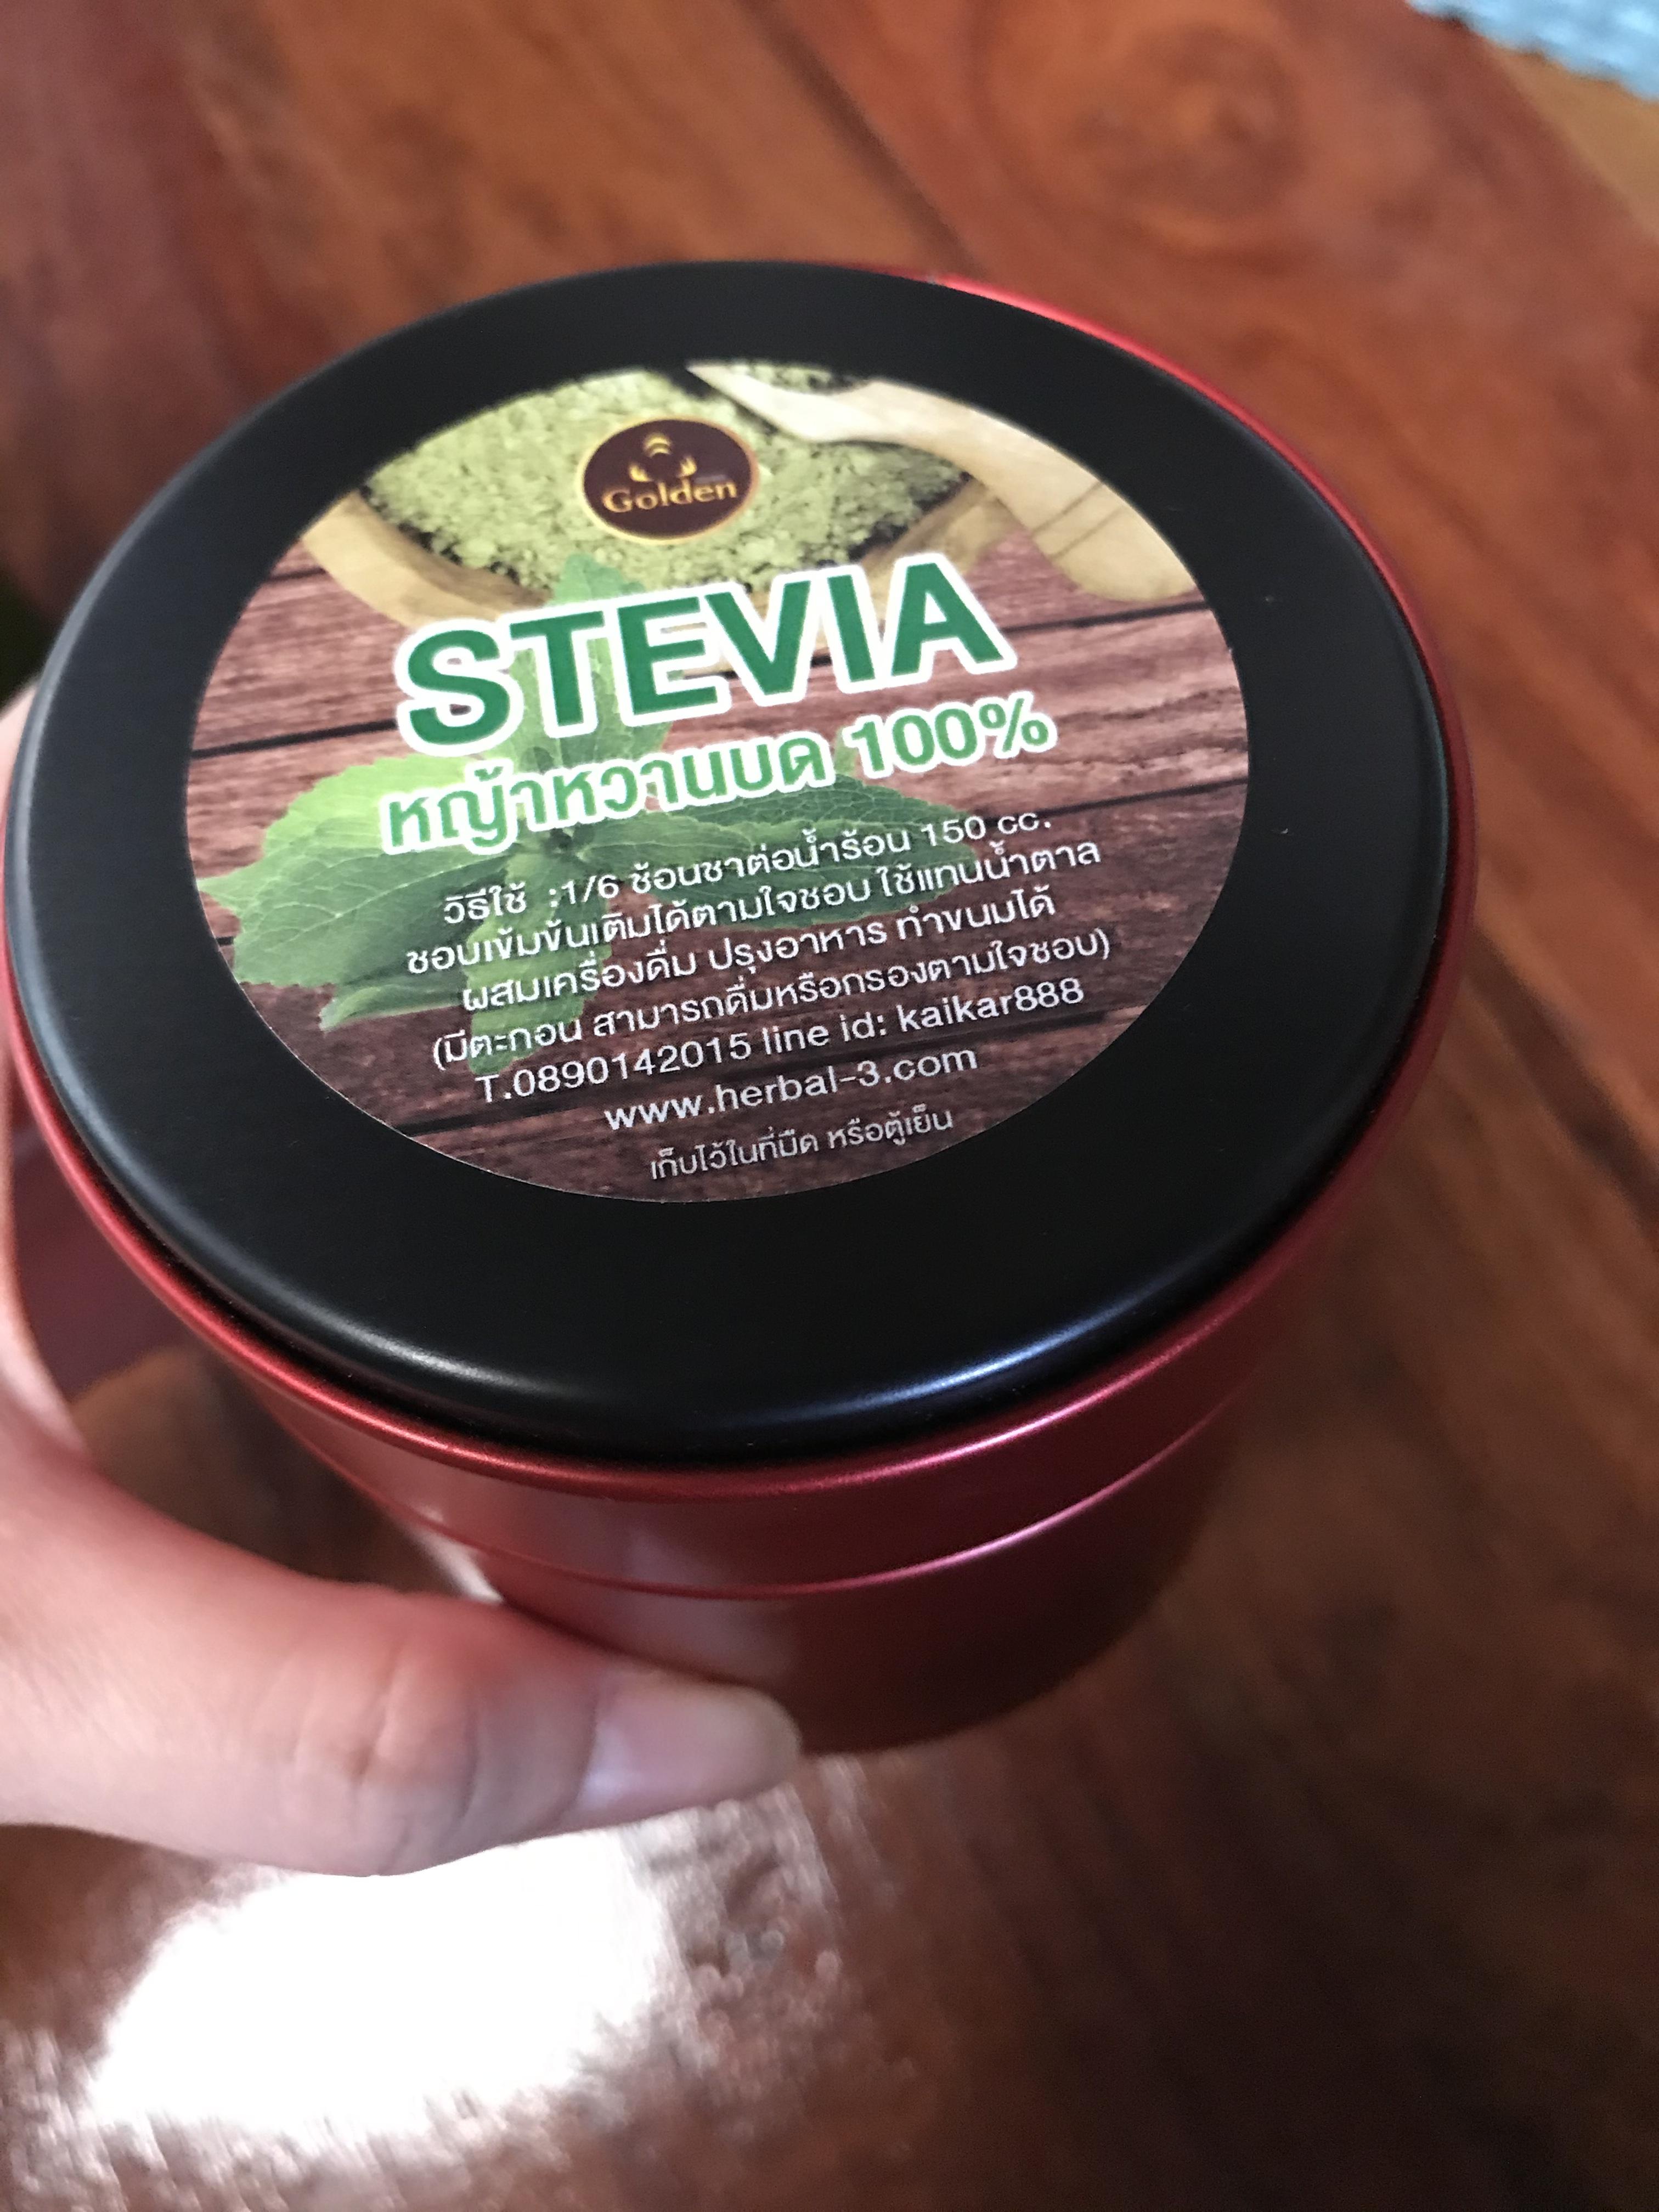 Golden
STEVIA
หญ้าหวานบด 100%
วิธีใช้ :1/6 ช้อนชาต่อน้ำร้อน 150 cc.
ชอบเข้มข้นเติมได้ตามใจชอบ ใช้แทนน้ำตาล
ผสมเครื่องดื่ม ปรุงอาหาร ทำขนมได้
(มีตะกอน สามารถดื่มหรือกรองตามใจชอบ)
T.0890142015 line id: kaikar888
www.herbal-3.com
เก็บไว้ในที่มืด หรือตู้เย็น